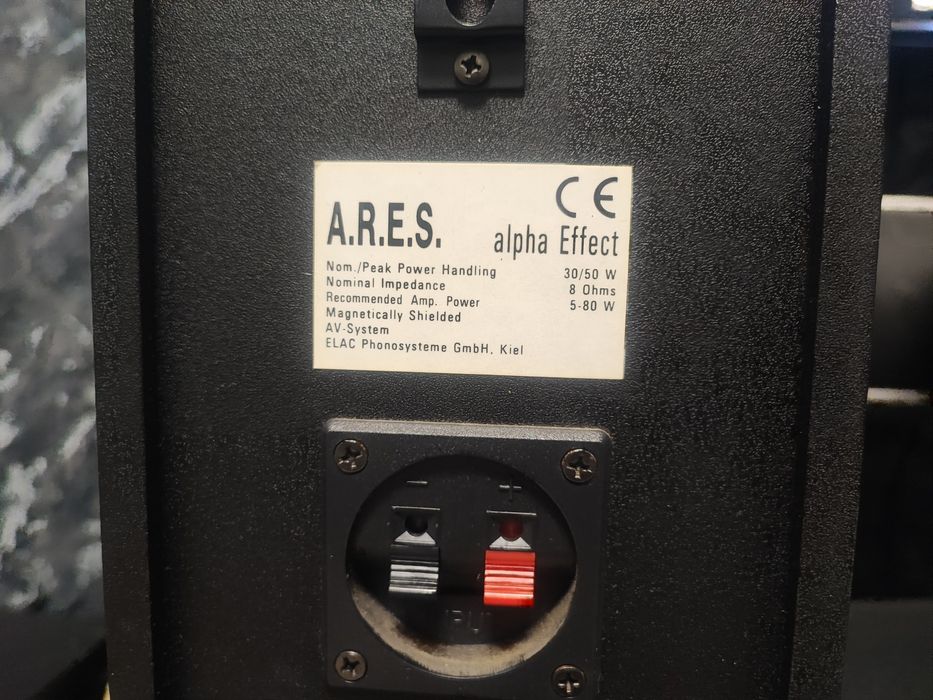 CE
A.R.E.S. alpha Effect
Nom./Peak Power Handling 30/50 W
Nominal Impedance 8 Ohms
Recommended Amp. Power 5-80 W
Magnetically Shielded
AV-System
ELAC Phonosysteme GmbH, Kiel
- +